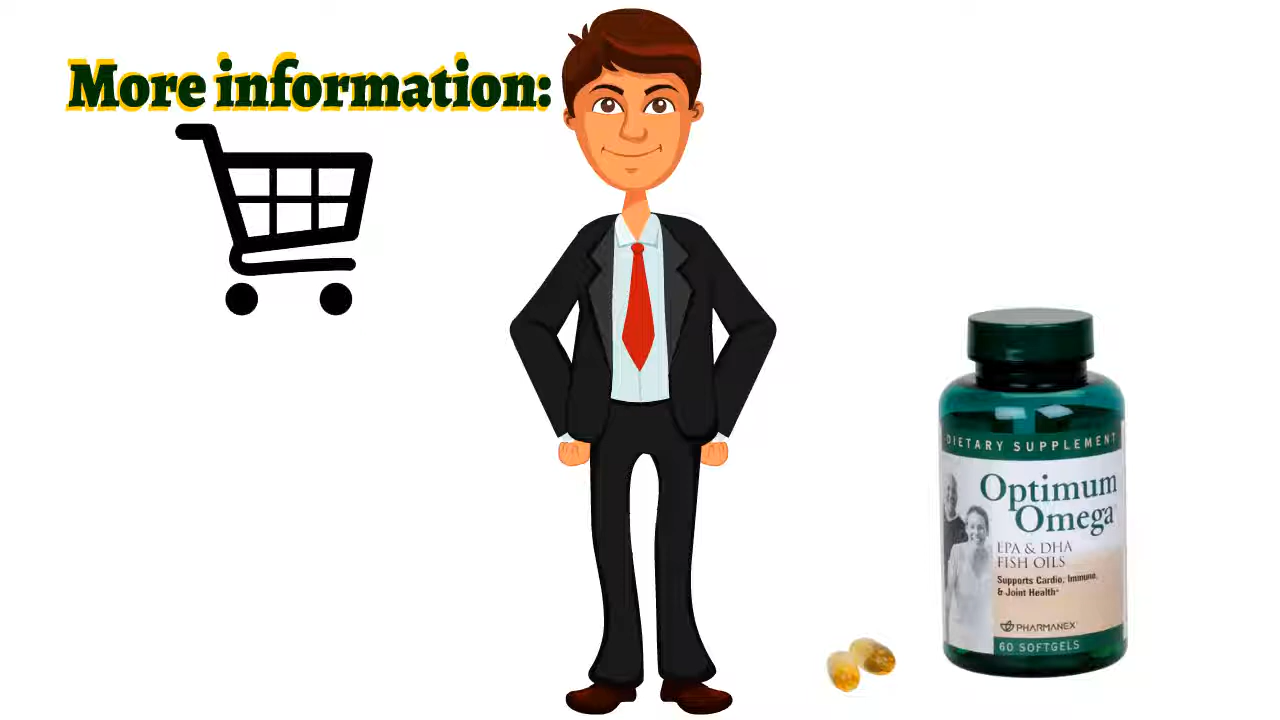 More information:
DIETARY SUPPLEMENT
Optimum
Omega
EPA & DHA
FISH OILS
Supports Cardio, Immune,
& Joint Health*
PHARMANEX
60 SOFTGELS